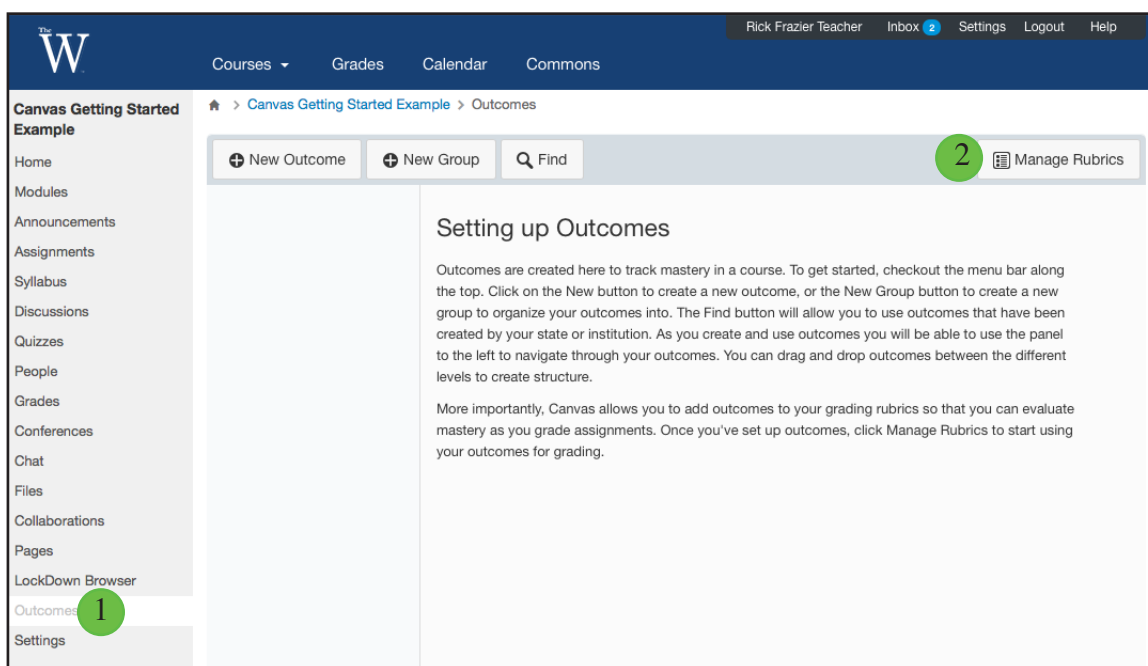 The
W
Rick Frazier Teacher Inbox 2 Settings Logout Help
Courses Grades Calendar Commons
Canvas Getting Started
Example
Home
Modules
Announcements
Assignments
Syllabus
Discussions
Quizzes
People
Grades
Conferences
Chat
Files
Collaborations
Pages
LockDown Browser
Outcomes 1
Settings
> Canvas Getting Started Example > Outcomes
New Outcome New Group Find 2 Manage Rubrics
Setting up Outcomes
Outcomes are created here to track mastery in a course. To get started, checkout the menu bar along
the top. Click on the New button to create a new outcome, or the New Group button to create a new
group to organize your outcomes into. The Find button will allow you to use outcomes that have been
created by your state or institution. As you create and use outcomes you will be able to use the panel
to the left to navigate through your outcomes. You can drag and drop outcomes between the different
levels to create structure.
More importantly, Canvas allows you to add outcomes to your grading rubrics so that you can evaluate
mastery as you grade assignments. Once you've set up outcomes, click Manage Rubrics to start using
your outcomes for grading.